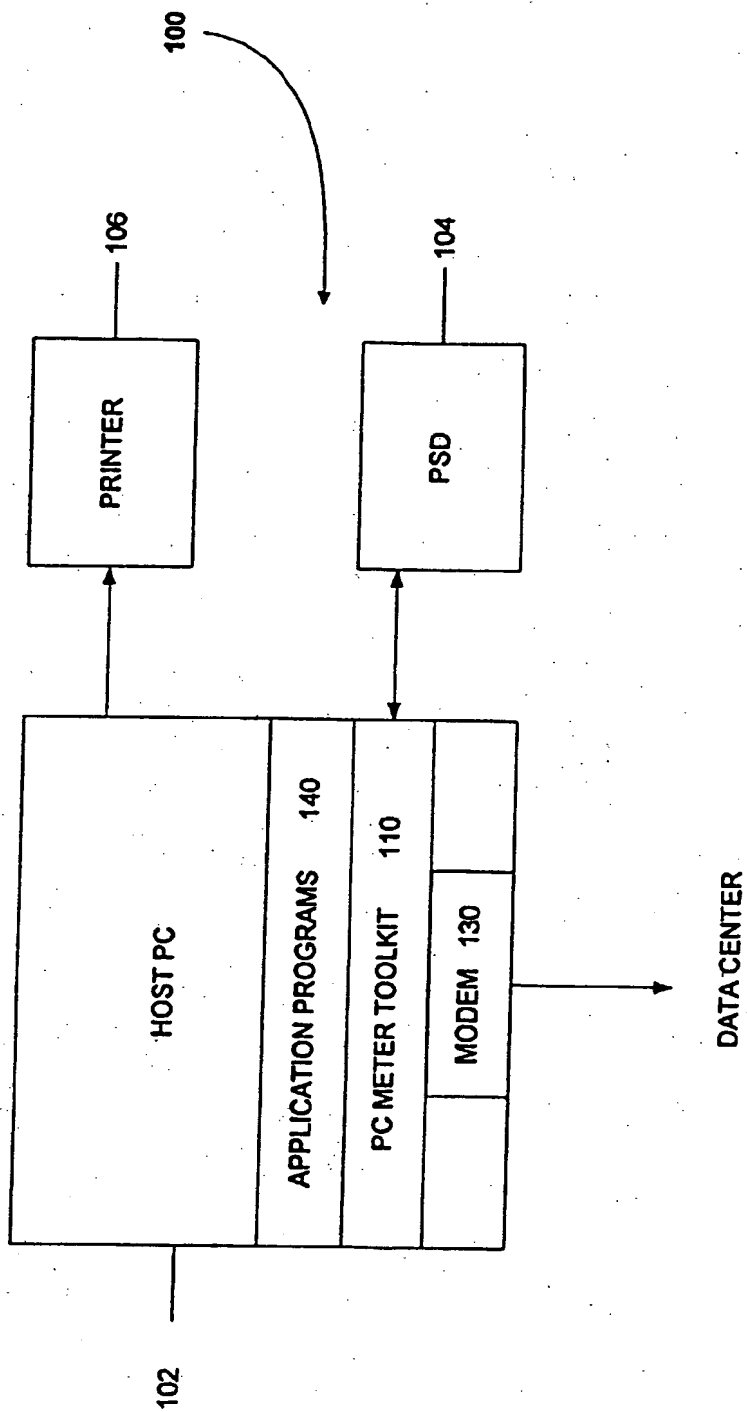 100
PRINTER
106
PSD
104
HOST PC
102
APPLICATION PROGRAMS 140
PC METER TOOLKIT 110
MODEM 130
DATA CENTER